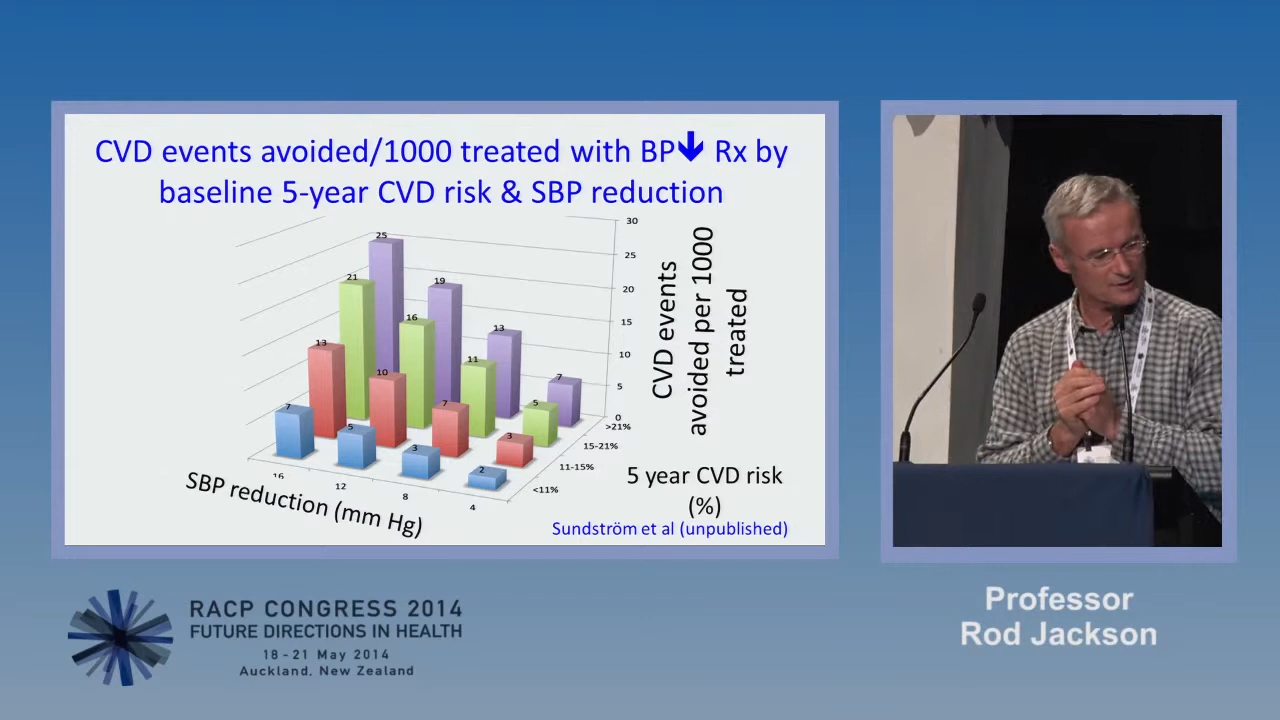 CVD events avoided/1000 treated with BP🡻 Rx by
baseline 5-year CVD risk & SBP reduction
30
25
20
15
10
5
0
25
19
13
7
21
16
11
5
13
10
7
3
7
5
3
2
>21%
15-21%
11-15%
<11%
16
12
8
4
CVD events
avoided per 1000
treated
SBP reduction (mm Hg)
5 year CVD risk
(%)
Sundström et al (unpublished)
RACP CONGRESS 2014
FUTURE DIRECTIONS IN HEALTH
18 - 21 May 2014
Auckland, New Zealand
Professor
Rod Jackson